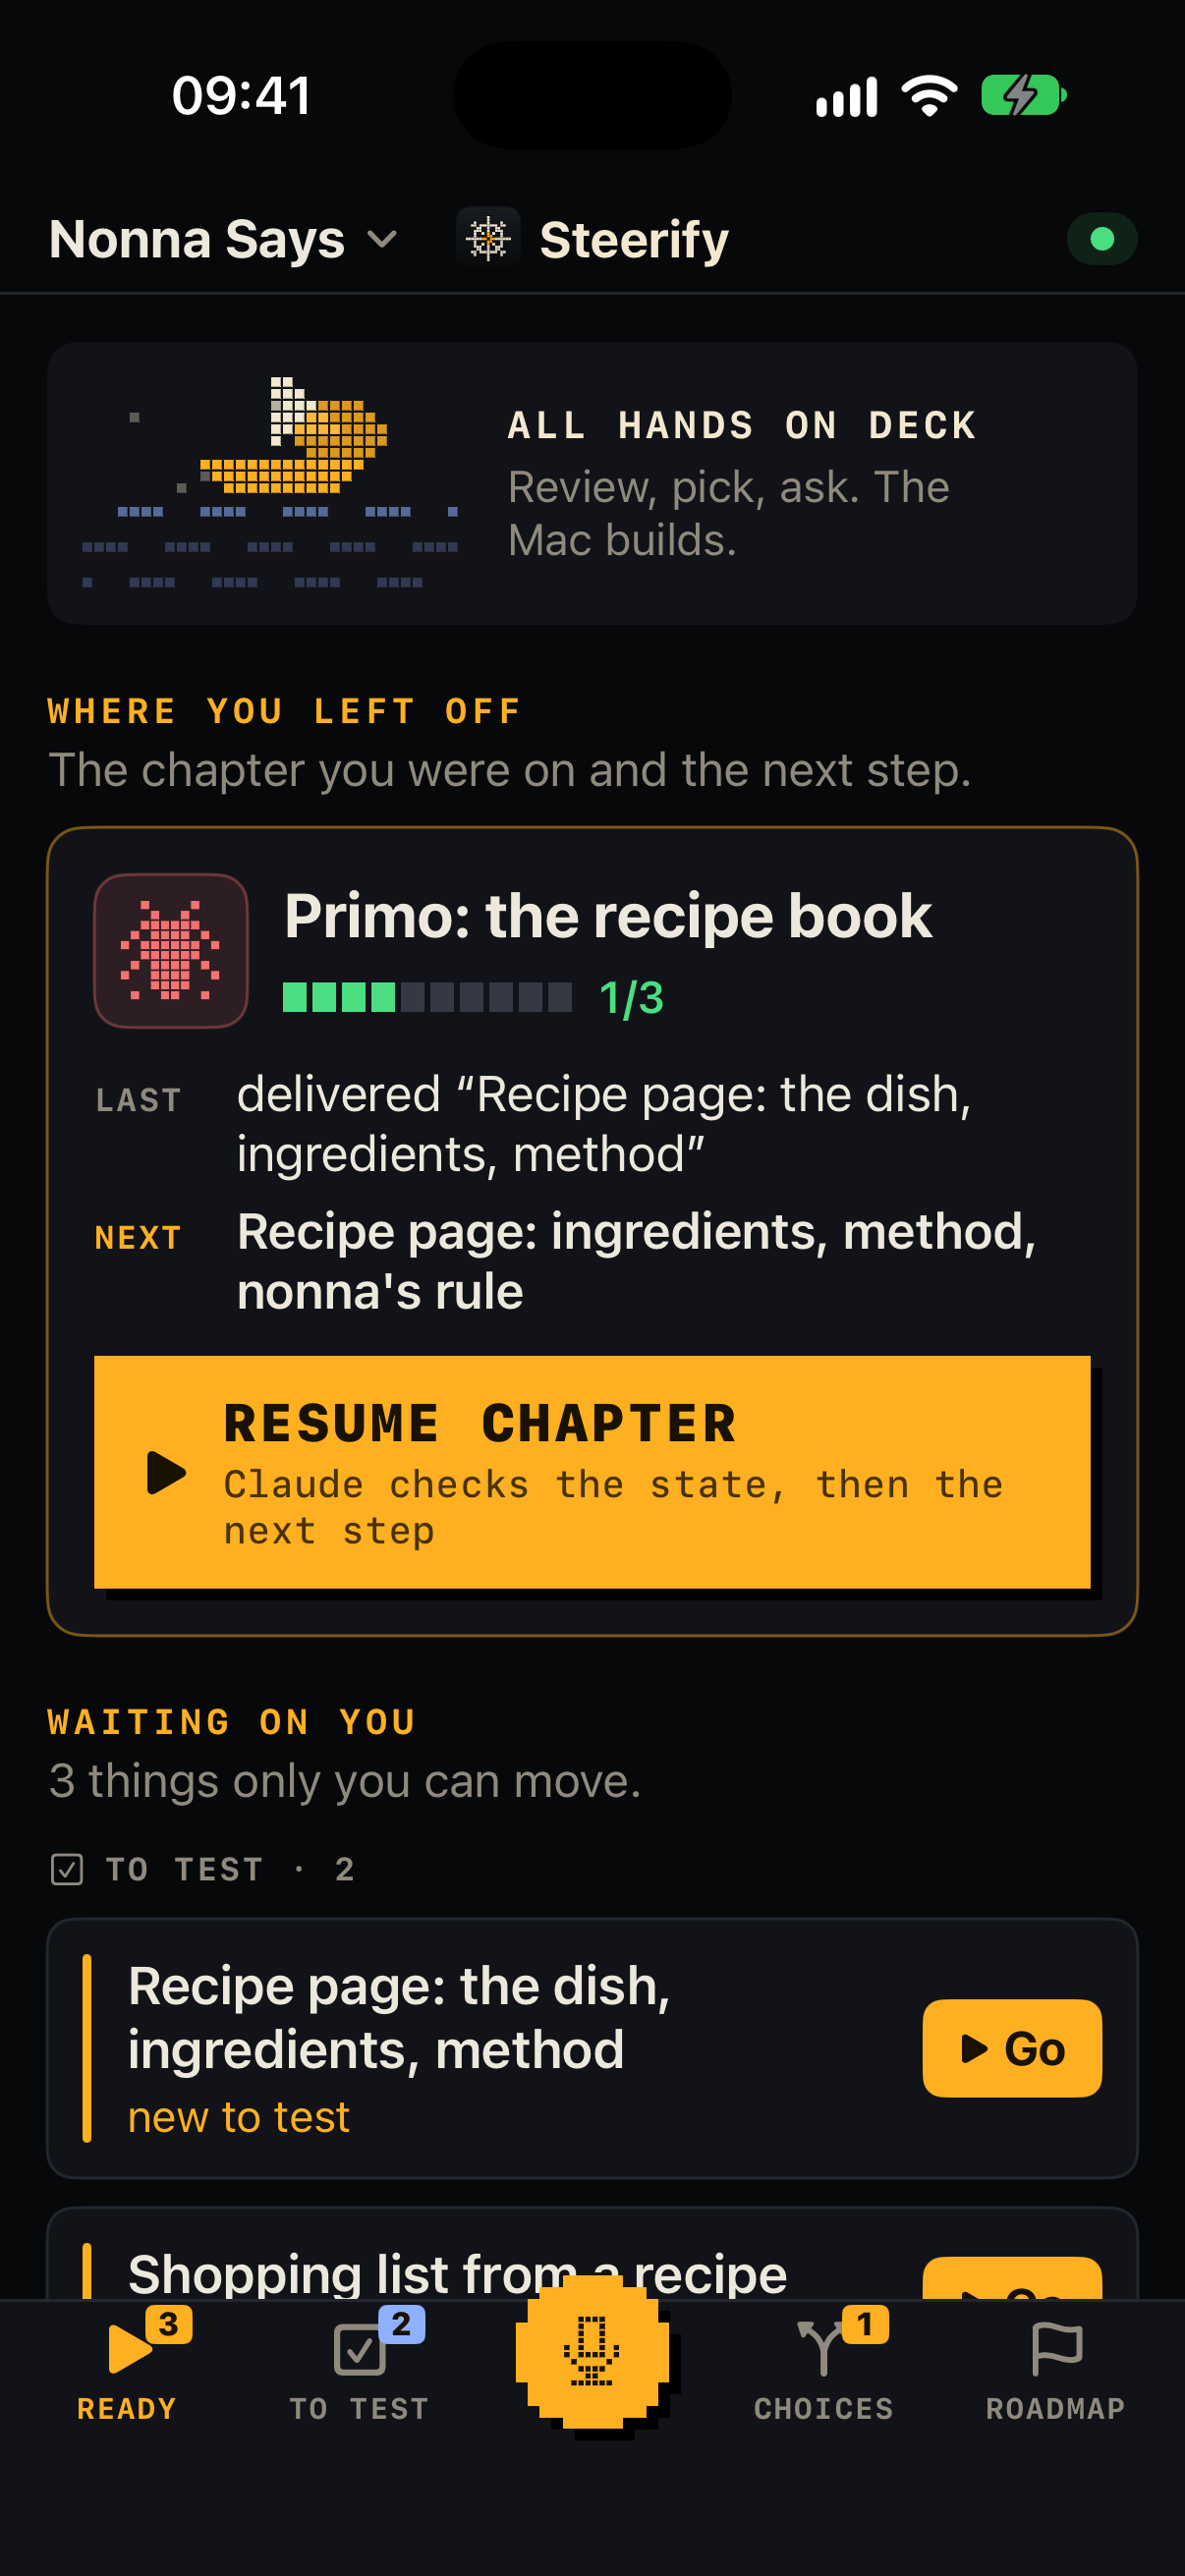 09:41
Nonna Says
Steerify
ALL HANDS ON DECK
Review, pick, ask. The
Mac builds.
WHERE YOU LEFT OFF
The chapter you were on and the next step.
Primo: the recipe book
1/3
LAST
delivered “Recipe page: the dish,
ingredients, method”
NEXT
Recipe page: ingredients, method,
nonna's rule
RESUME CHAPTER
Claude checks the state, then the
next step
WAITING ON YOU
3 things only you can move.
TO TEST · 2
Recipe page: the dish,
ingredients, method
new to test
Go
Shopping list from a recipe
Go
3
READY
2
TO TEST
1
CHOICES
ROADMAP